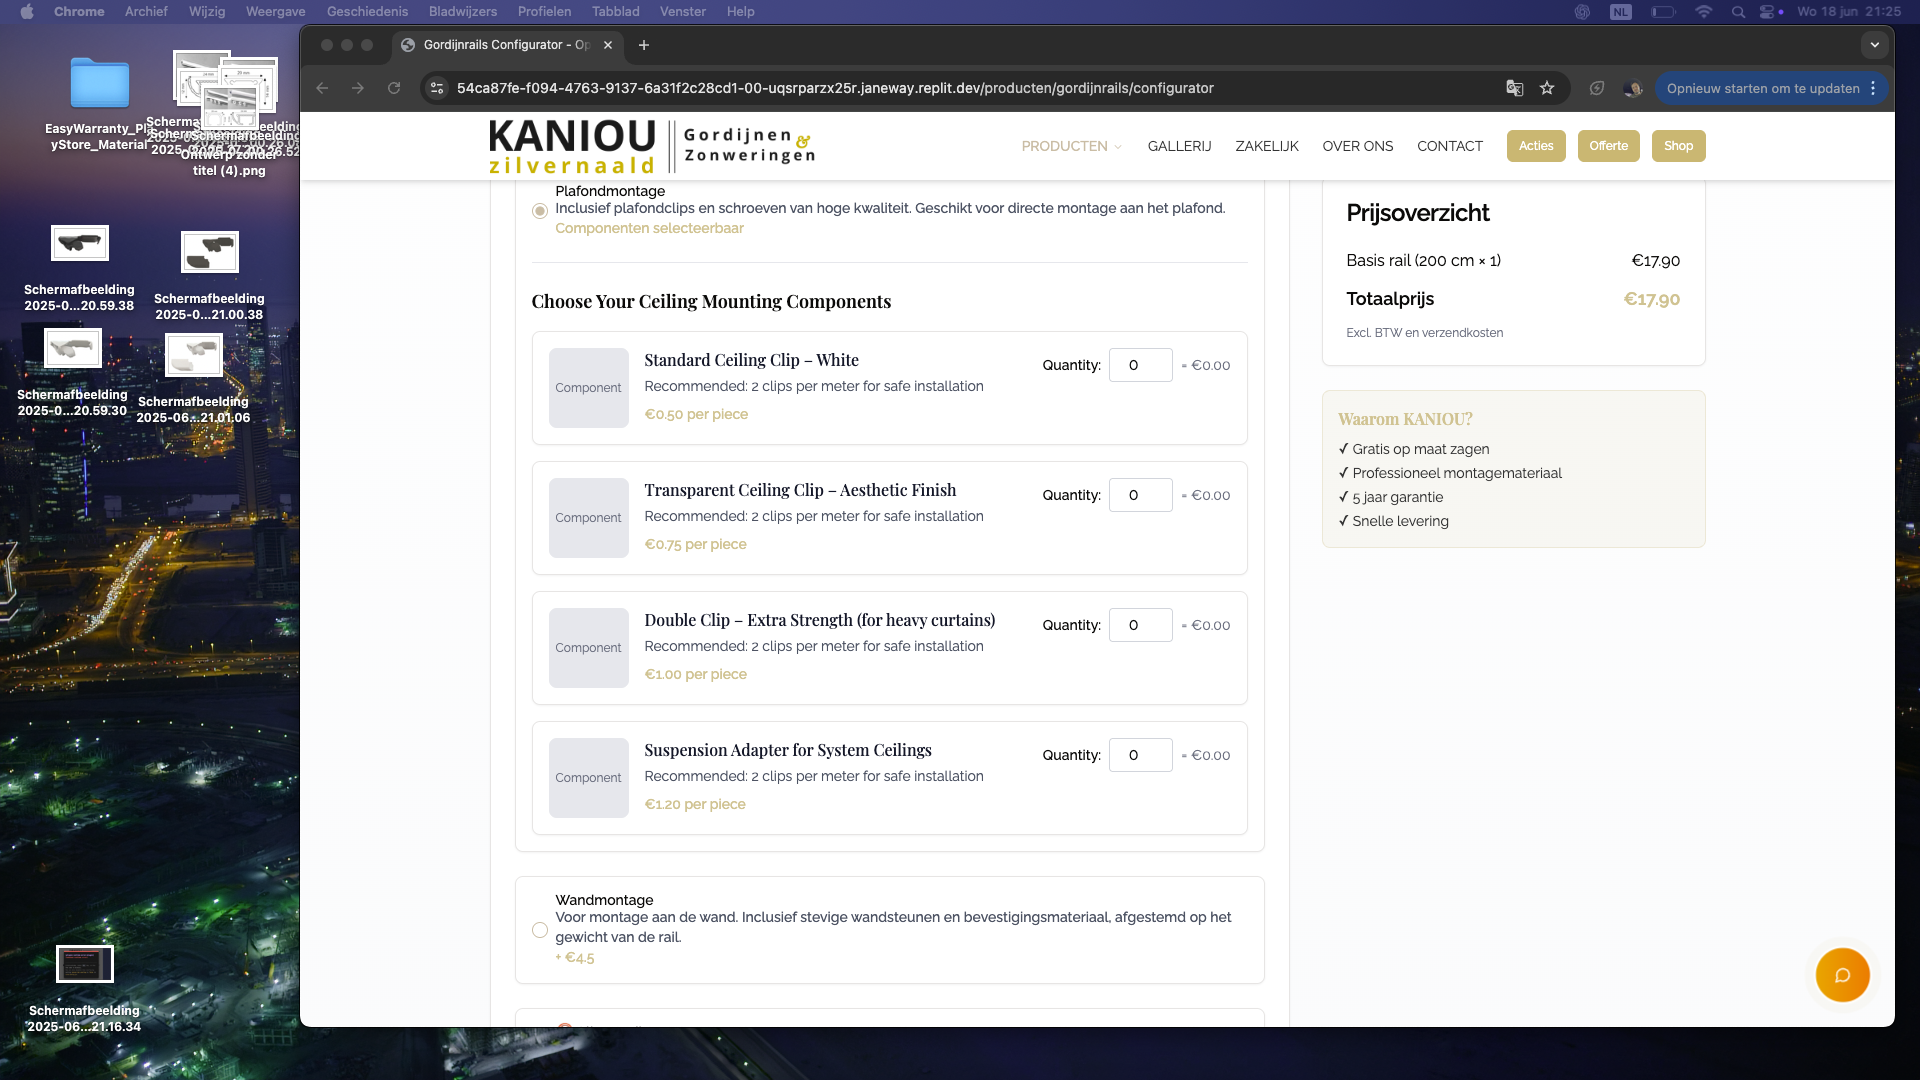 Chrome Archief Wijzig Weergave Geschiedenis Bladwijzers Profielen Tabblad Venster Help
NL Wo 18 jun 21:25
Gordijnrails Configurator - Op
54ca87fe-f094-4763-9137-6a31f2c28cd1-00-uqsrparzx25r.janeway.replit.dev/producten/gordijnrails/configurator
Opnieuw starten om te updaten
EasyWarranty_Pl
yStore_Material
Ontwerp zonder
titel (4).png
Schermafbeelding
2025-0...20.59.38
Schermafbeelding
2025-0...21.00.38
Schermafbeelding
2025-0...20.59.30
Schermafbeelding
2025-06...21.01.06
Schermafbeelding
2025-06...21.16.34
KANIOU
zilvernaald
Gordijnen &
Zonweringen
PRODUCTEN GALLERIJ ZAKELIJK OVER ONS CONTACT Acties Offerte Shop
Plafondmontage
Inclusief plafondclips en schroeven van hoge kwaliteit. Geschikt voor directe montage aan het plafond.
Componenten selecteerbaar
Choose Your Ceiling Mounting Components
Component
Standard Ceiling Clip – White
Recommended: 2 clips per meter for safe installation
€0.50 per piece
Quantity: 0 = €0.00
Component
Transparent Ceiling Clip – Aesthetic Finish
Recommended: 2 clips per meter for safe installation
€0.75 per piece
Quantity: 0 = €0.00
Component
Double Clip – Extra Strength (for heavy curtains)
Recommended: 2 clips per meter for safe installation
€1.00 per piece
Quantity: 0 = €0.00
Component
Suspension Adapter for System Ceilings
Recommended: 2 clips per meter for safe installation
€1.20 per piece
Quantity: 0 = €0.00
Wandmontage
Voor montage aan de wand. Inclusief stevige wandsteunen en bevestigingsmateriaal, afgestemd op het
gewicht van de rail.
+ €4.5
Prijsoverzicht
Basis rail (200 cm × 1) €17.90
Totaalprijs €17.90
Excl. BTW en verzendkosten
Waarom KANIOU?
✓ Gratis op maat zagen
✓ Professioneel montagemateriaal
✓ 5 jaar garantie
✓ Snelle levering